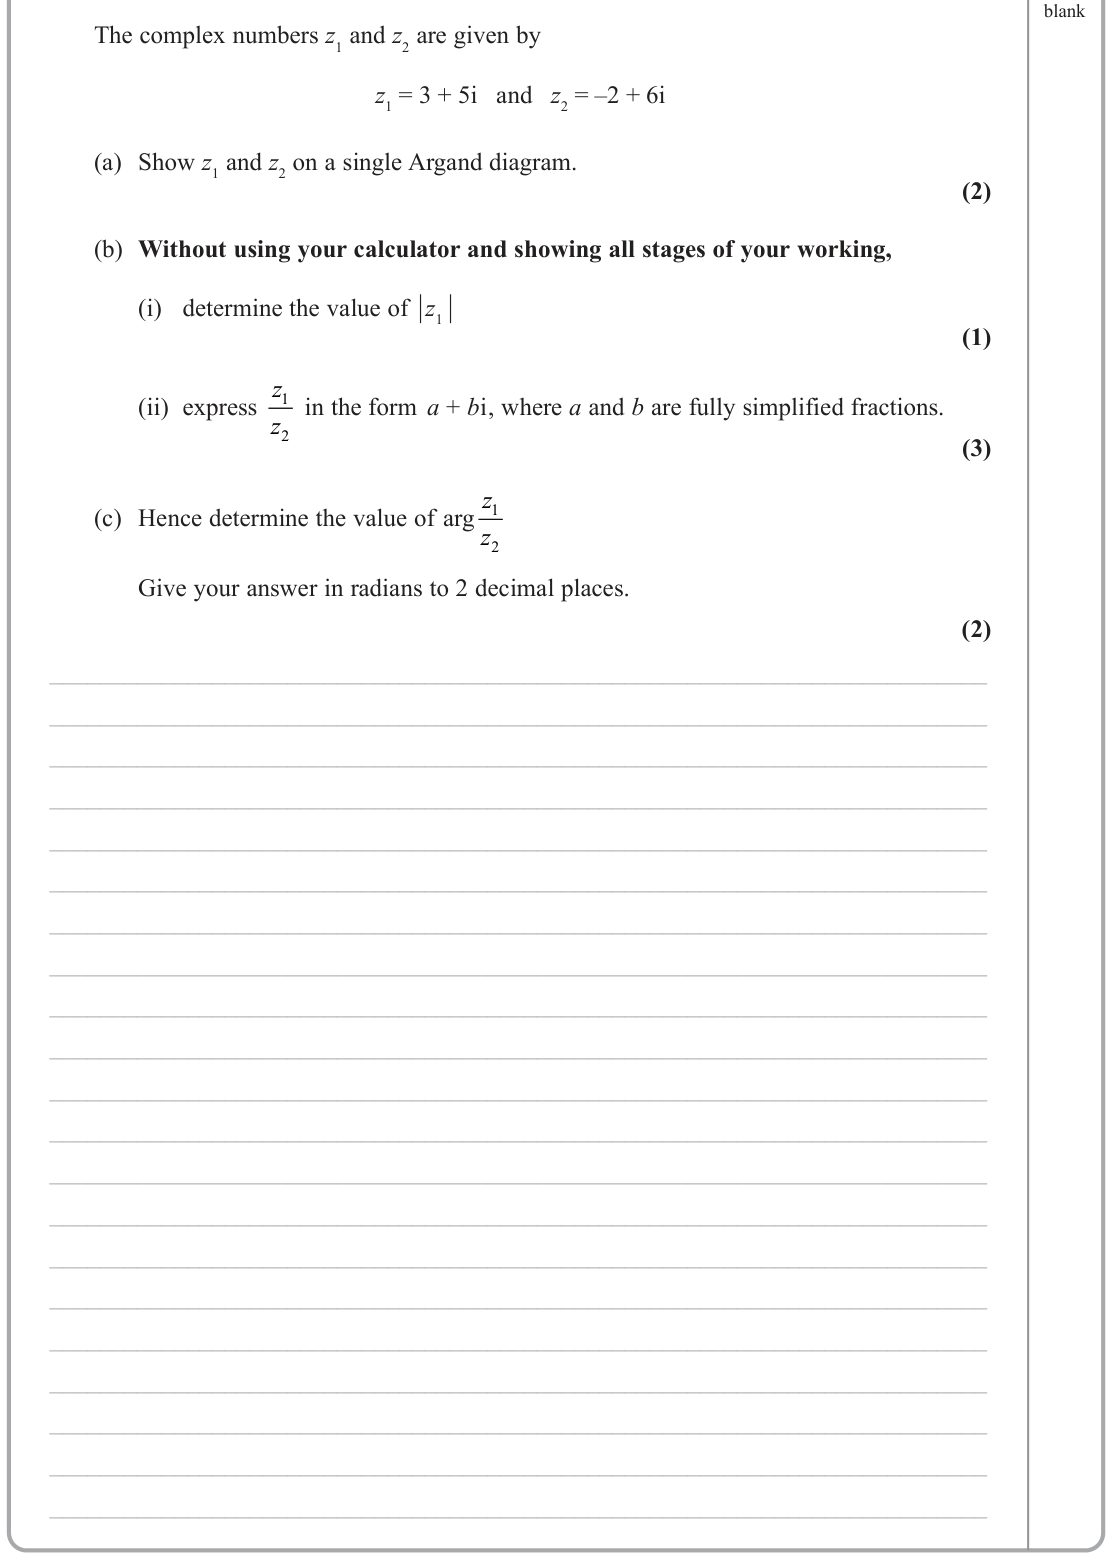 blank
The complex numbers z₁ and z₂ are given by
z₁ = 3 + 5i and z₂ = –2 + 6i
(a) Show z₁ and z₂ on a single Argand diagram.
(2)
(b) Without using your calculator and showing all stages of your working,
(i) determine the value of |z₁|
(1)
(ii) express z₁/z₂ in the form a + bi, where a and b are fully simplified fractions.
(3)
(c) Hence determine the value of arg z₁/z₂
Give your answer in radians to 2 decimal places.
(2)